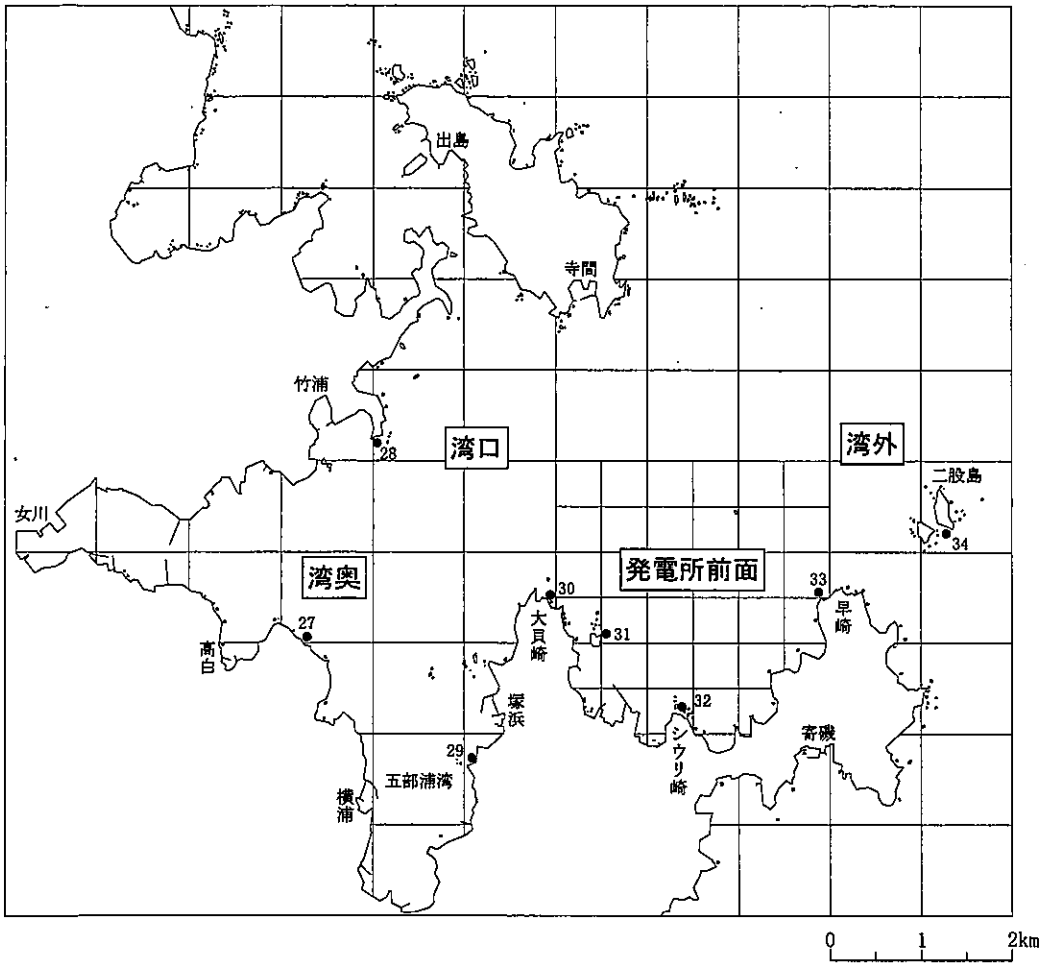 出島
寺間
竹浦
湾口
湾外
28
二股島
女川
34
発電所前面
湾奥
30
33
大貝崎
早崎
27
31
高白
塚浜
32
シウリ崎
寄磯
29
五部浦湾
横浦
0 1 2km